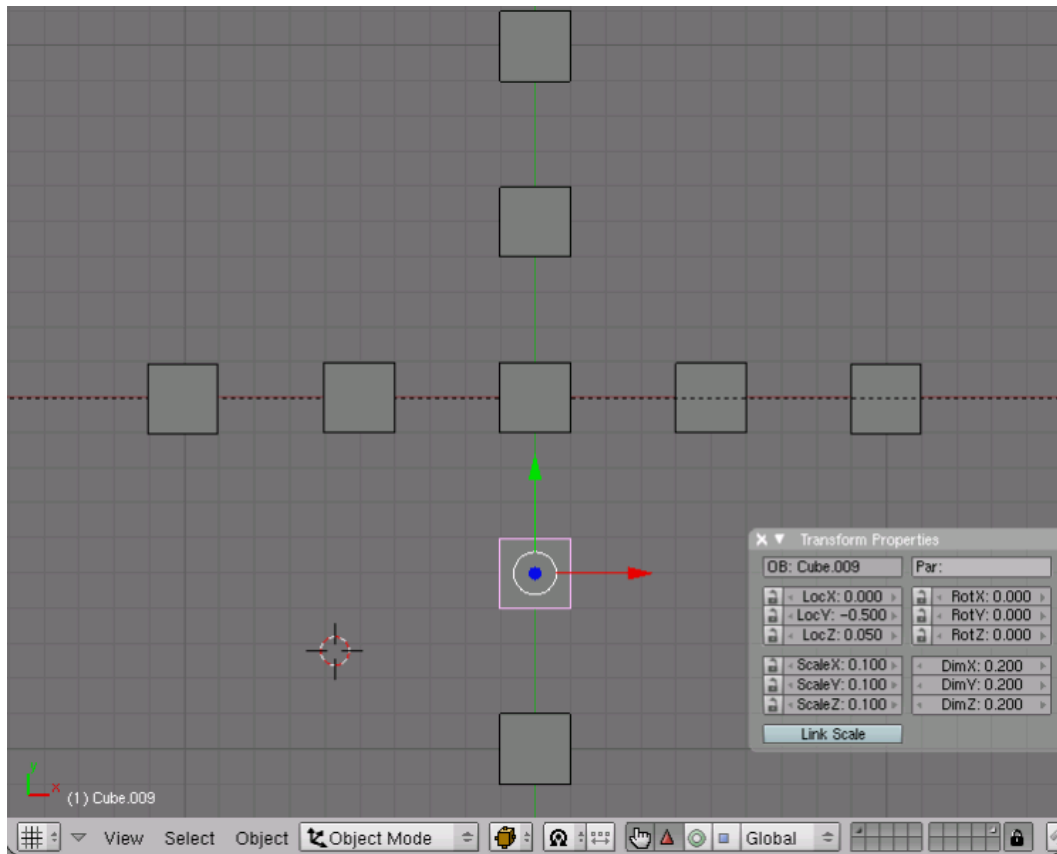 Transform Properties
OB: Cube.009 Par:
LocX: 0.000 RotX: 0.000
LocY: -0.500 RotY: 0.000
LocZ: 0.050 RotZ: 0.000
ScaleX: 0.100 DimX: 0.200
ScaleY: 0.100 DimY: 0.200
ScaleZ: 0.100 DimZ: 0.200
Link Scale
y
x
(1) Cube.009
View Select Object Object Mode Global